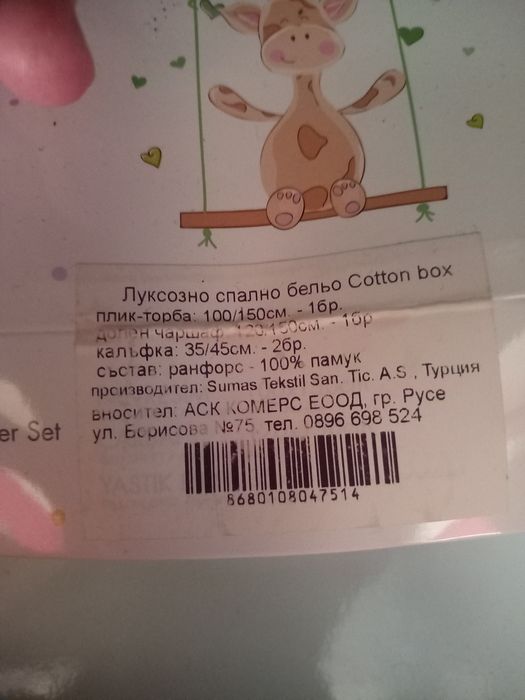 Луксозно спално бельо Cotton box
плик-торба: 100/150см. - 1бр.
долен чаршаф: 120/150см. - 1бр
калъфка: 35/45см. - 2бр.
състав: ранфорс - 100% памук
производител: Sumas Tekstil San. Tic. A.S , Турция
вносител: АСК КОМЕРС ЕООД, гр. Русе
ул. Борисова №75, тел. 0896 698 524
er Set
YASTIK
8680108047514